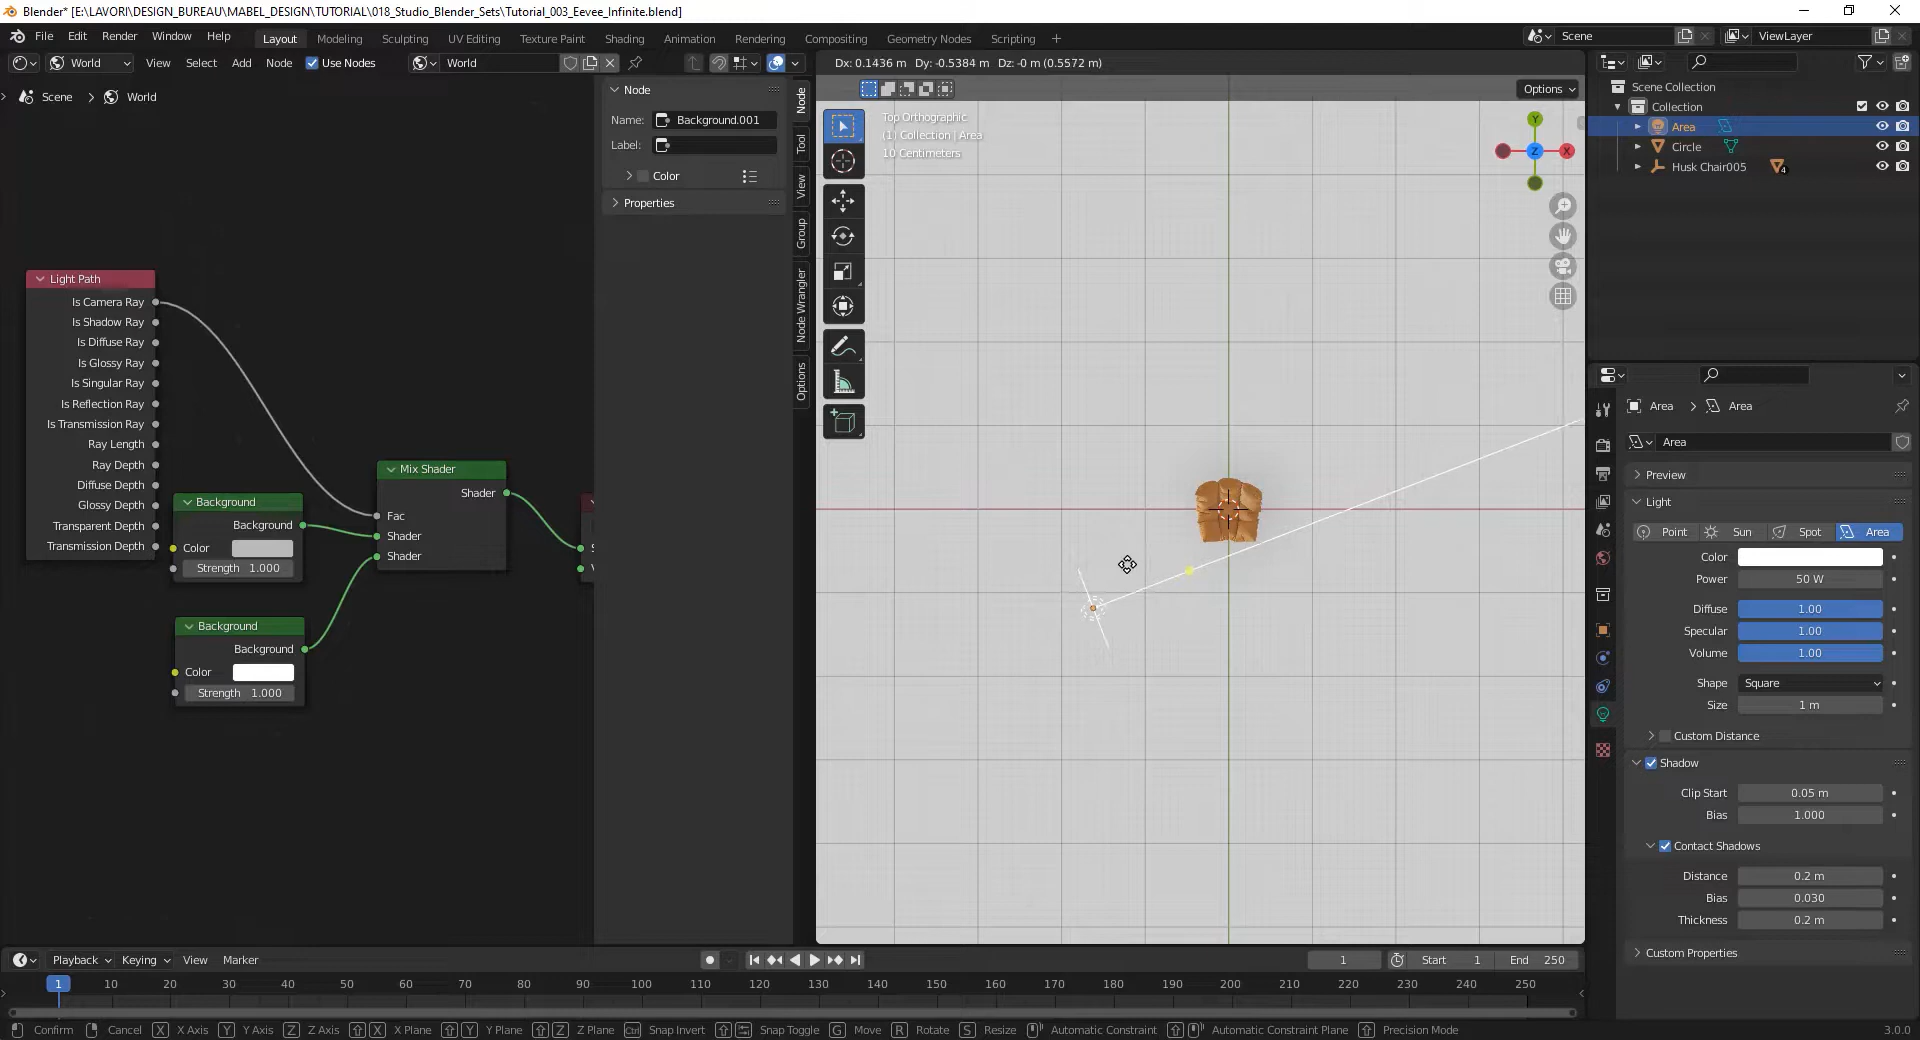 Blender* [E:\LAVORI\DESIGN_BUREAU\MABEL_DESIGN\TUTORIAL\018_Studio_Blender_Sets\Tutorial_003_Eevee_Infinite.blend]
File Edit Render Window Help Layout Modeling Sculpting UV Editing Texture Paint Shading Animation Rendering Compositing Geometry Nodes Scripting + Scene ViewLayer
World View Select Add Node Use Nodes World Dx: 0.1436 m Dy: -0.5384 m Dz: -0 m (0.5572 m)
Scene > World
Node
Name: Background.001
Label:
Color
Properties
Node
Tool
View
Group
Node Wrangler
Options
Light Path
Is Camera Ray
Is Shadow Ray
Is Diffuse Ray
Is Glossy Ray
Is Singular Ray
Is Reflection Ray
Is Transmission Ray
Ray Length
Ray Depth
Diffuse Depth
Glossy Depth
Transparent Depth
Transmission Depth
Background
Background
Color
Strength 1.000
Background
Background
Color
Strength 1.000
Mix Shader
Shader
Fac
Shader
Shader
Options
Top Orthographic
(1) Collection | Area
10 Centimeters
Y
Z
X
Scene Collection
Collection
Area
Circle
Husk Chair005 4
Area > Area
Area
Preview
Light
Point Sun Spot Area
Color
Power 50 W
Diffuse 1.00
Specular 1.00
Volume 1.00
Shape Square
Size 1 m
Custom Distance
Shadow
Clip Start 0.05 m
Bias 1.000
Contact Shadows
Distance 0.2 m
Bias 0.030
Thickness 0.2 m
Custom Properties
Playback Keying View Marker 1 Start 1 End 250
1 10 20 30 40 50 60 70 80 90 100 110 120 130 140 150 160 170 180 190 200 210 220 230 240 250
Confirm Cancel X X Axis Y Y Axis Z Z Axis X X Plane Y Y Plane Z Z Plane Ctrl Snap Invert Snap Toggle G Move R Rotate S Resize Automatic Constraint Automatic Constraint Plane Precision Mode 3.0.0